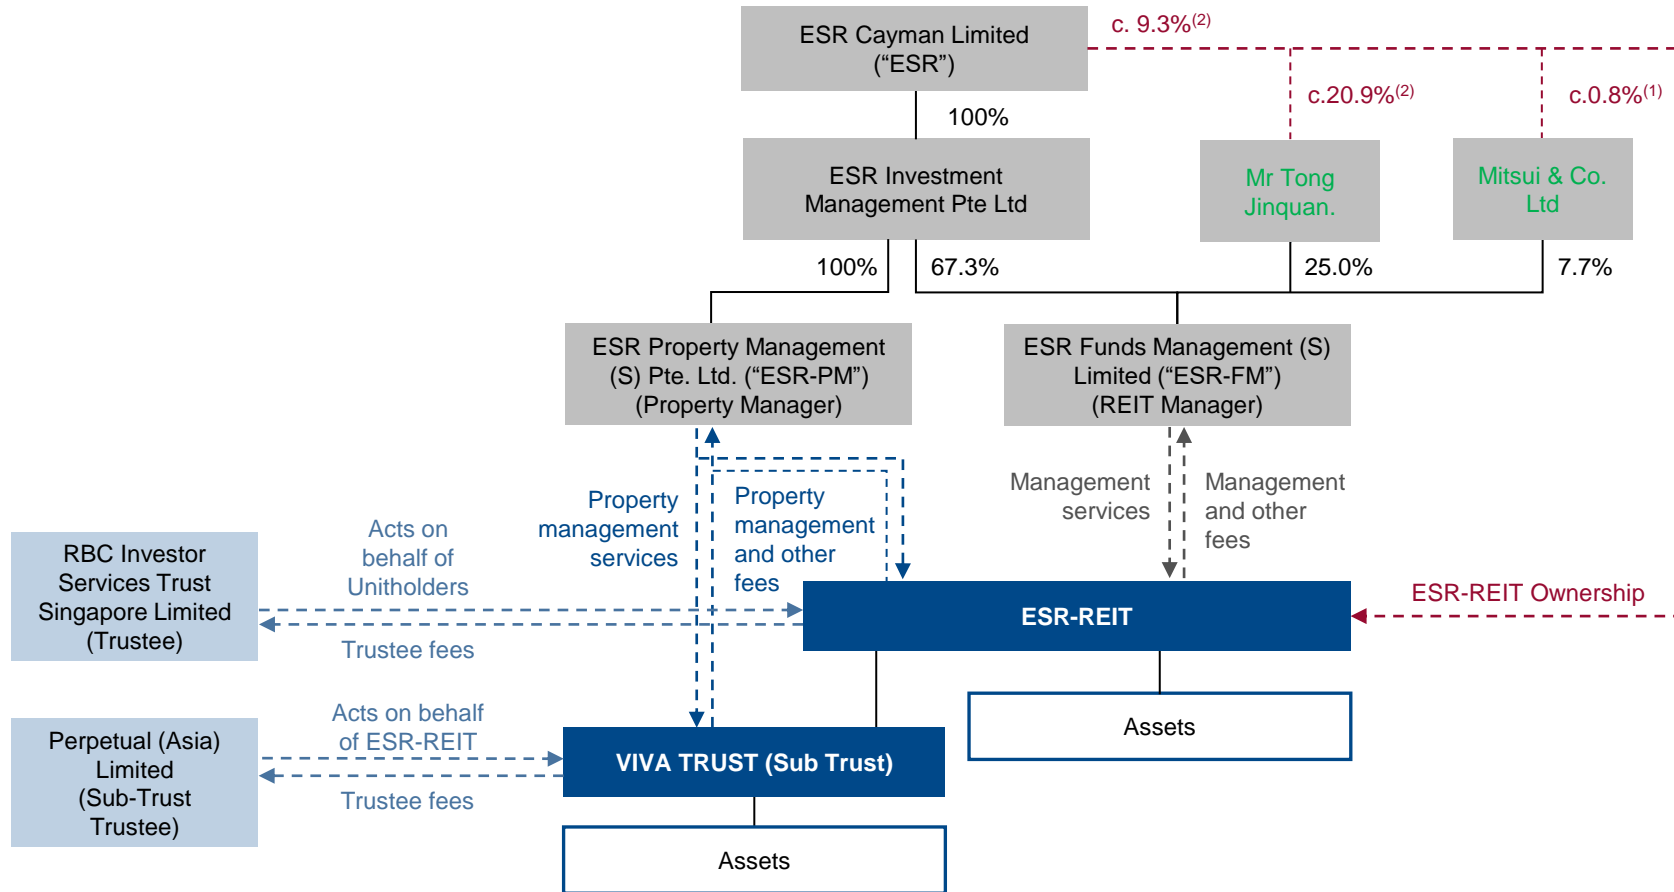 ESR Cayman Limited
(“ESR”)
c. 9.3%(2)
c.20.9%(2)
c.0.8%(1)
100%
ESR Investment
Management Pte Ltd
Mr Tong
Jinquan.
Mitsui & Co.
Ltd
100%
67.3%
25.0%
7.7%
ESR Property Management
(S) Pte. Ltd. (“ESR-PM”)
(Property Manager)
ESR Funds Management (S)
Limited (“ESR-FM”)
(REIT Manager)
Property
management
services
Property
management
and other
fees
Management
services
Management
and other
fees
RBC Investor
Services Trust
Singapore Limited
(Trustee)
Acts on
behalf of
Unitholders
Trustee fees
ESR-REIT
ESR-REIT Ownership
Assets
Perpetual (Asia)
Limited
(Sub-Trust
Trustee)
Acts on behalf
of ESR-REIT
Trustee fees
VIVA TRUST (Sub Trust)
Assets